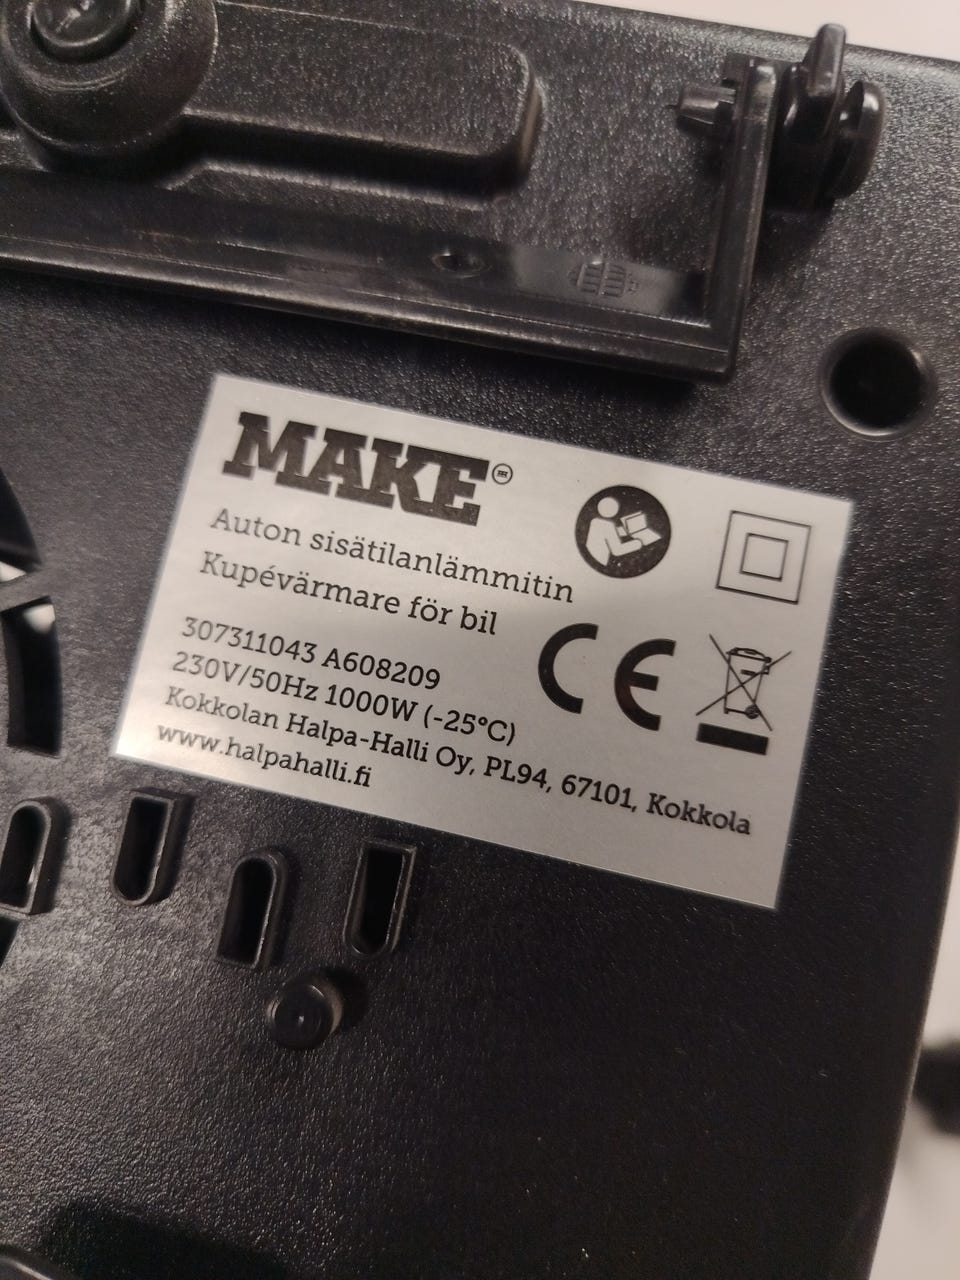 MAKE®
Auton sisätilanlämmitin
Kupévärmare för bil
307311043 A608209
230V/50Hz 1000W (-25°C)
Kokkolan Halpa-Halli Oy, PL94, 67101, Kokkola
www.halpahalli.fi
CE